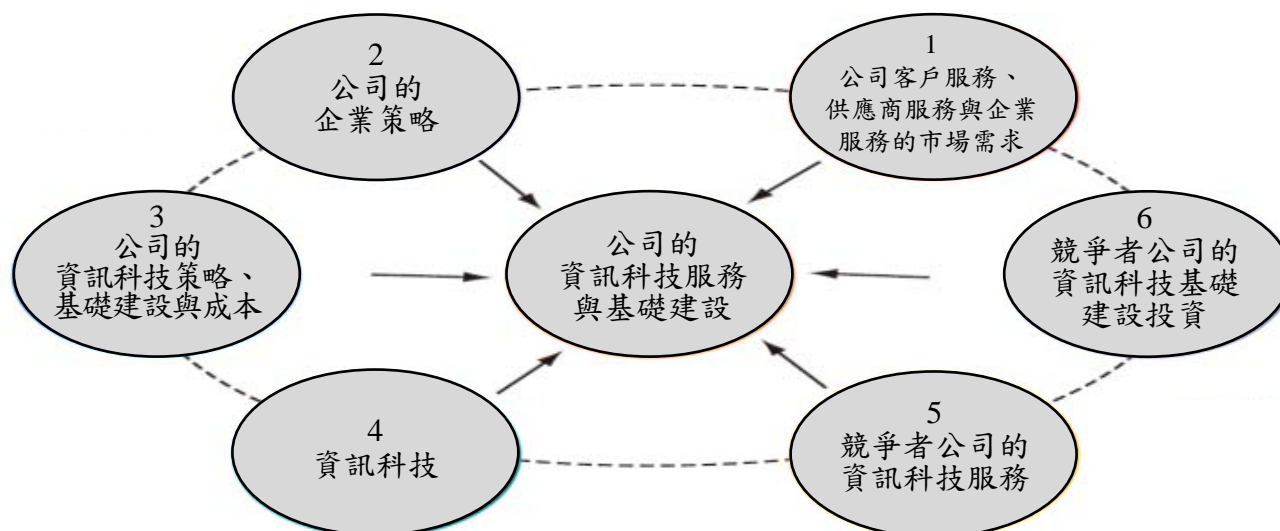 2
公司的
企業策略
1
公司客戶服務、
供應商服務與企業
服務的市場需求
3
公司的
資訊科技策略、
基礎建設與成本
公司的
資訊科技服務
與基礎建設
6
競爭者公司的
資訊科技基礎
建設投資
4
資訊科技
5
競爭者公司的
資訊科技服務